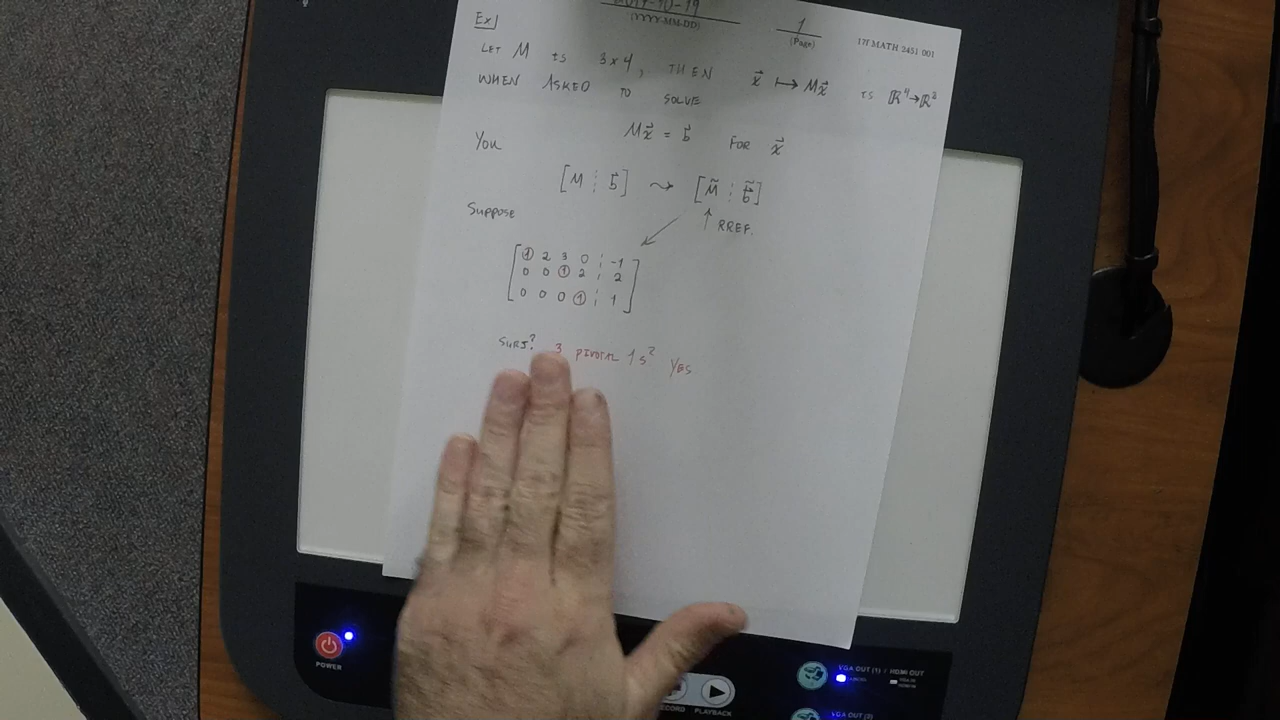 (YYYY-MM-DD)
1
(Page)
17F MATH 2451 001
Ex]
LET M IS 3×4, THEN x⃗ ↦ Mx⃗ IS ℝ⁴→ℝ³
WHEN ASKED TO SOLVE
Mx⃗ = b⃗ FOR x⃗
YOU
[M ⋮ b⃗] ⤳ [M̃ ⋮ b̃]
↑ RREF.
SUPPOSE
[① 2 3 0 ⋮ -1
0 0 ① 2 ⋮ 2
0 0 0 ① ⋮ 1]
SURJ? 3 PIVOTAL 1s? YES
POWER
RECORD PLAYBACK
VGA OUT (1) / HDMI OUT
VGA OUT (2)